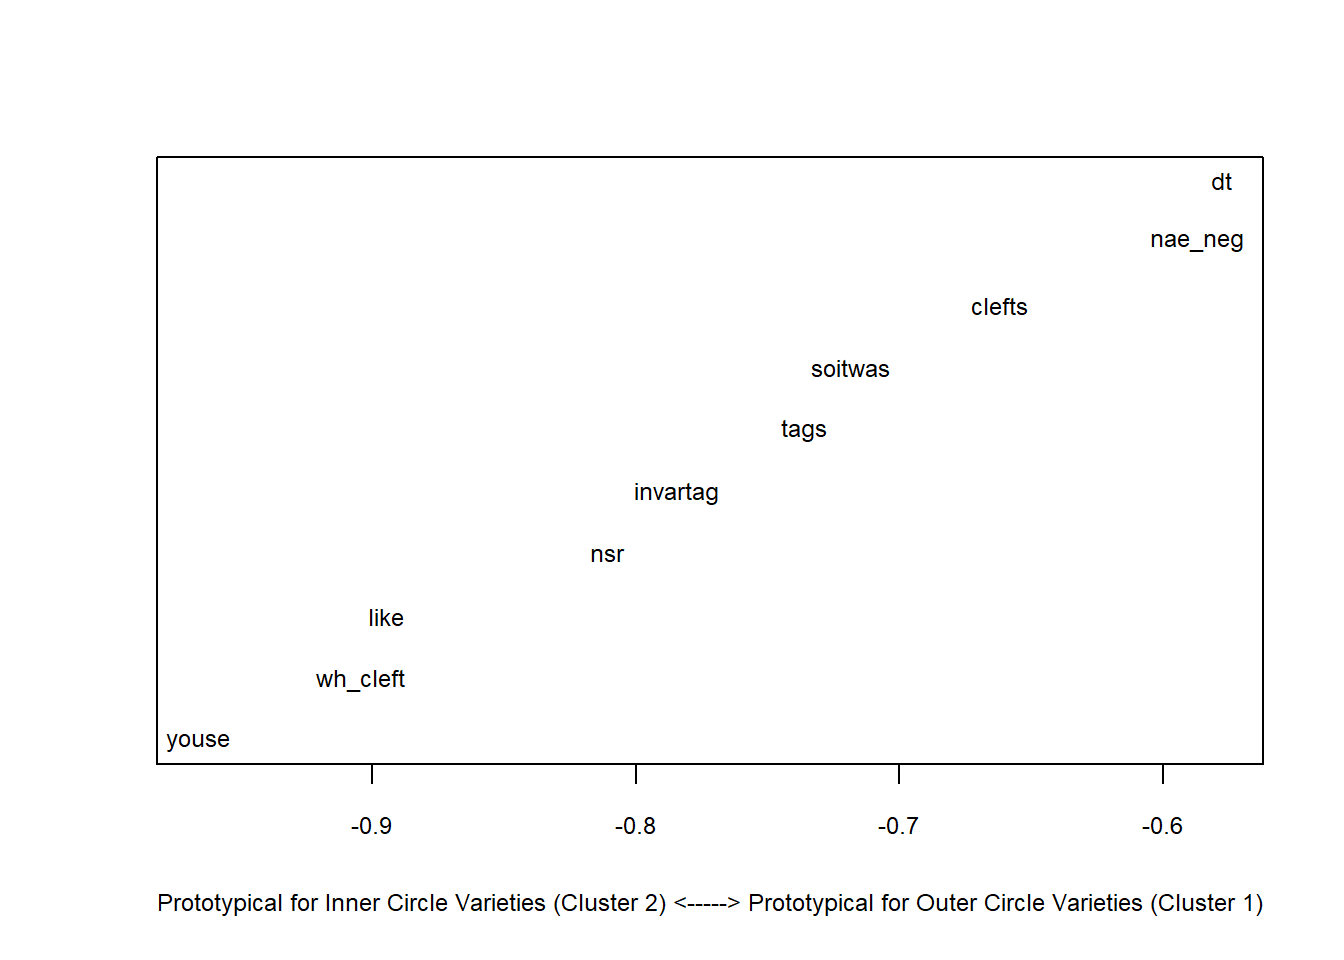 dt
nae_neg
clefts
soitwas
tags
invartag
nsr
like
wh_cleft
youse
-0.9 -0.8 -0.7 -0.6
Prototypical for Inner Circle Varieties (Cluster 2) <-----> Prototypical for Outer Circle Varieties (Cluster 1)